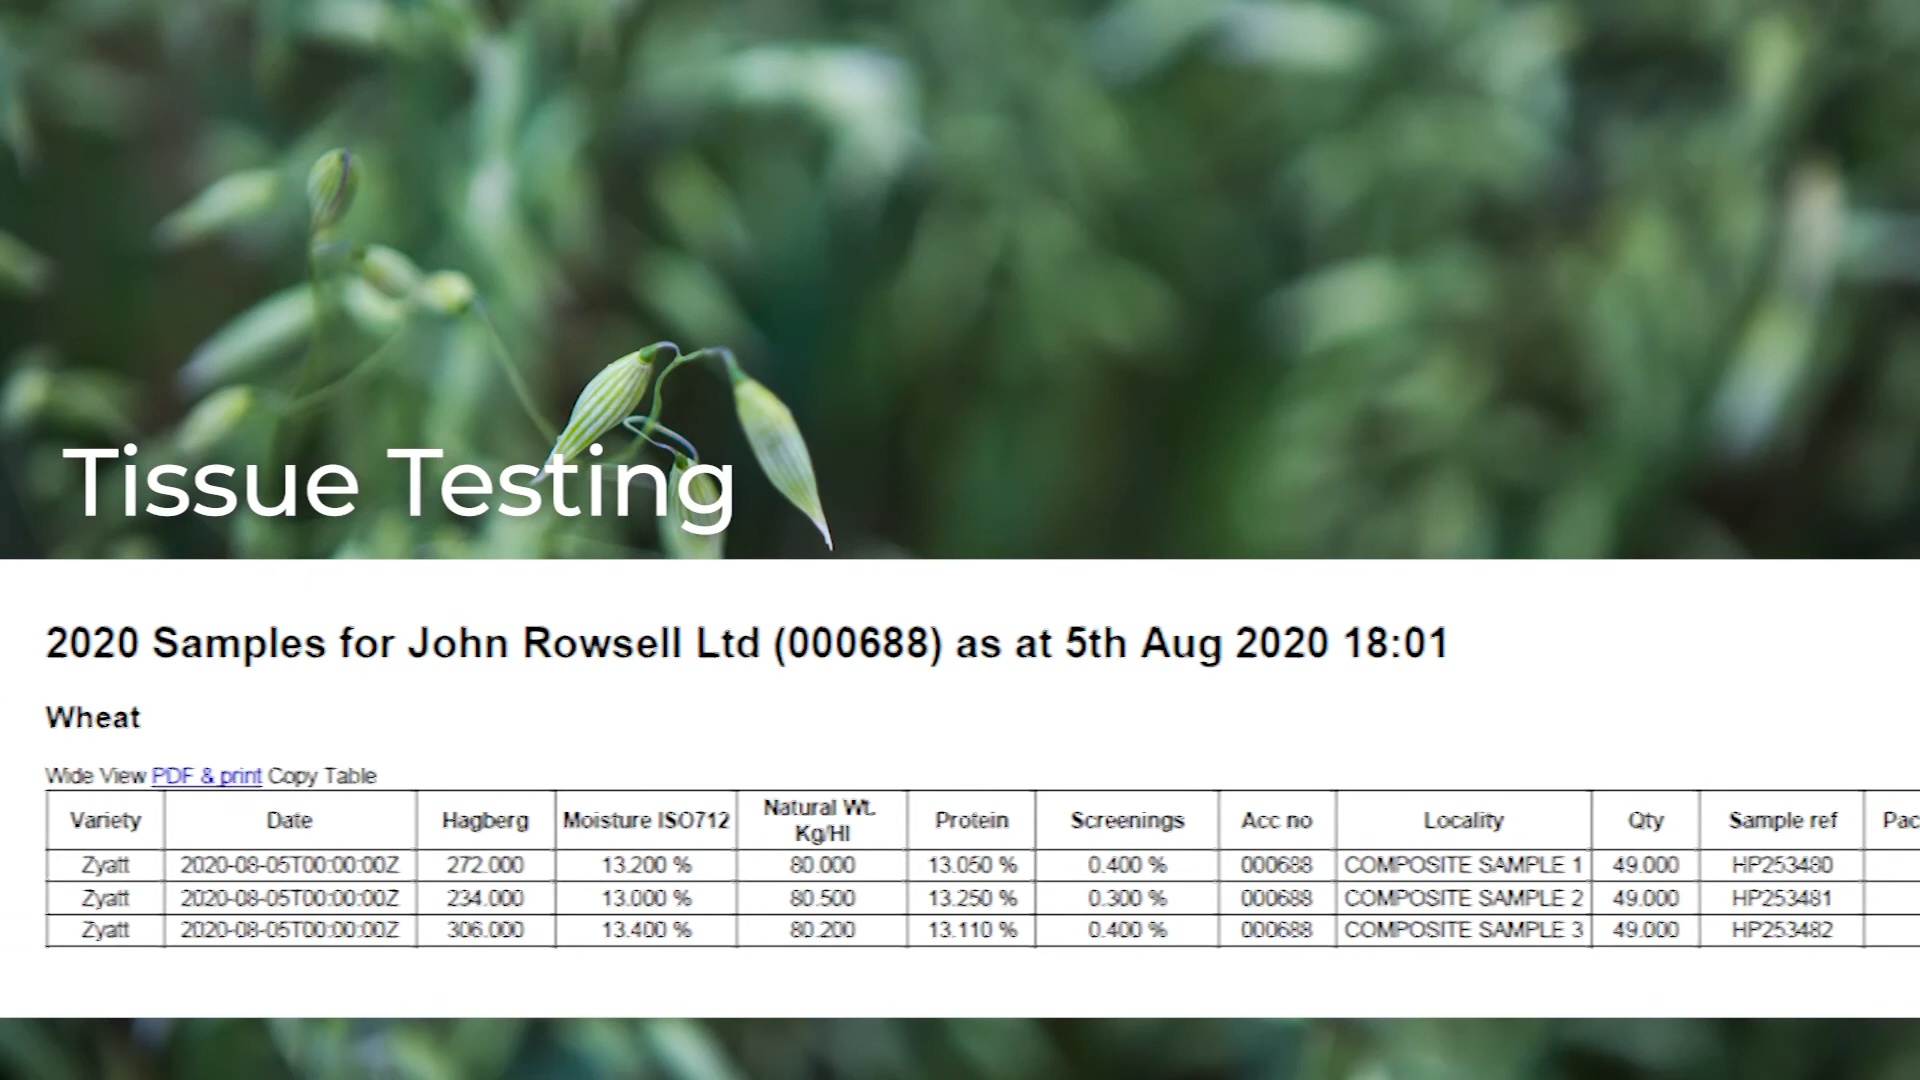 Tissue Testing
2020 Samples for John Rowsell Ltd (000688) as at 5th Aug 2020 18:01
Wheat
Wide View PDF & print Copy Table
Variety Date Hagberg Moisture ISO712 Natural Wt. Kg/Hl Protein Screenings Acc no Locality Qty Sample ref Pac
Zyatt 2020-08-05T00:00:00Z 272.000 13.200 % 80.000 13.050 % 0.400 % 000688 COMPOSITE SAMPLE 1 49.000 HP253480
Zyatt 2020-08-05T00:00:00Z 234.000 13.000 % 80.500 13.250 % 0.300 % 000688 COMPOSITE SAMPLE 2 49.000 HP253481
Zyatt 2020-08-05T00:00:00Z 306.000 13.400 % 80.200 13.110 % 0.400 % 000688 COMPOSITE SAMPLE 3 49.000 HP253482